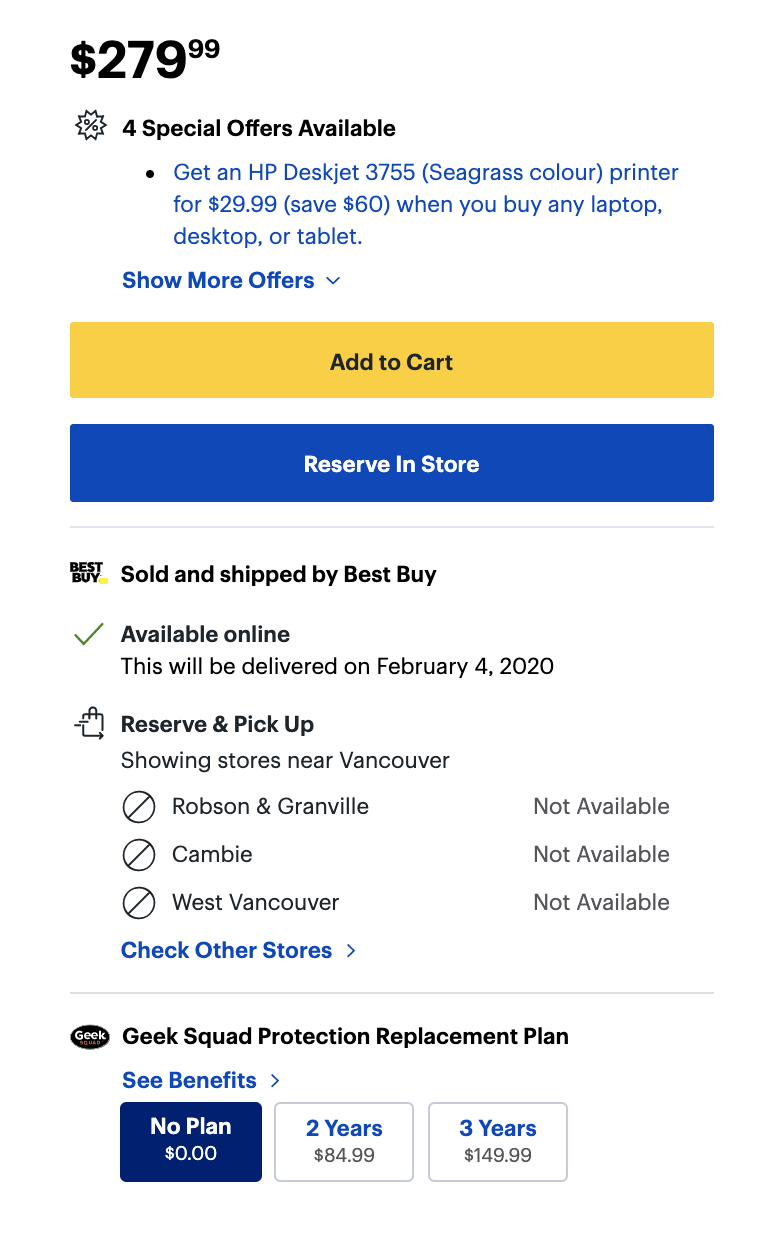 $279⁹⁹
4 Special Offers Available
• Get an HP Deskjet 3755 (Seagrass colour) printer
for $29.99 (save $60) when you buy any laptop,
desktop, or tablet.
Show More Offers
Add to Cart
Reserve In Store
BEST
BUY
Sold and shipped by Best Buy
Available online
This will be delivered on February 4, 2020
Reserve & Pick Up
Showing stores near Vancouver
Robson & Granville Not Available
Cambie Not Available
West Vancouver Not Available
Check Other Stores
Geek
SQUAD
Geek Squad Protection Replacement Plan
See Benefits
No Plan 2 Years 3 Years
$0.00 $84.99 $149.99